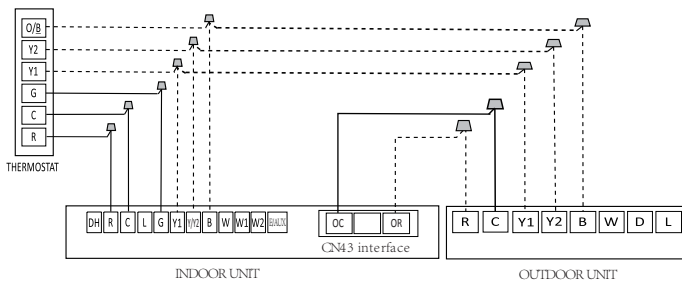 O/B
Y2
Y1
G
C
R
THERMOSTAT
DH R C L G Y1 Y/Y2 B W W1 W2
OC OR
CN43 interface
INDOOR UNIT
R C Y1 Y2 B W D L
OUTDOOR UNIT